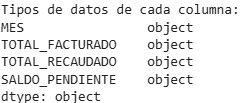 Tipos de datos de cada columna:
MES                 object
TOTAL_FACTURADO     object
TOTAL_RECAUDADO     object
SALDO_PENDIENTE     object
dtype: object